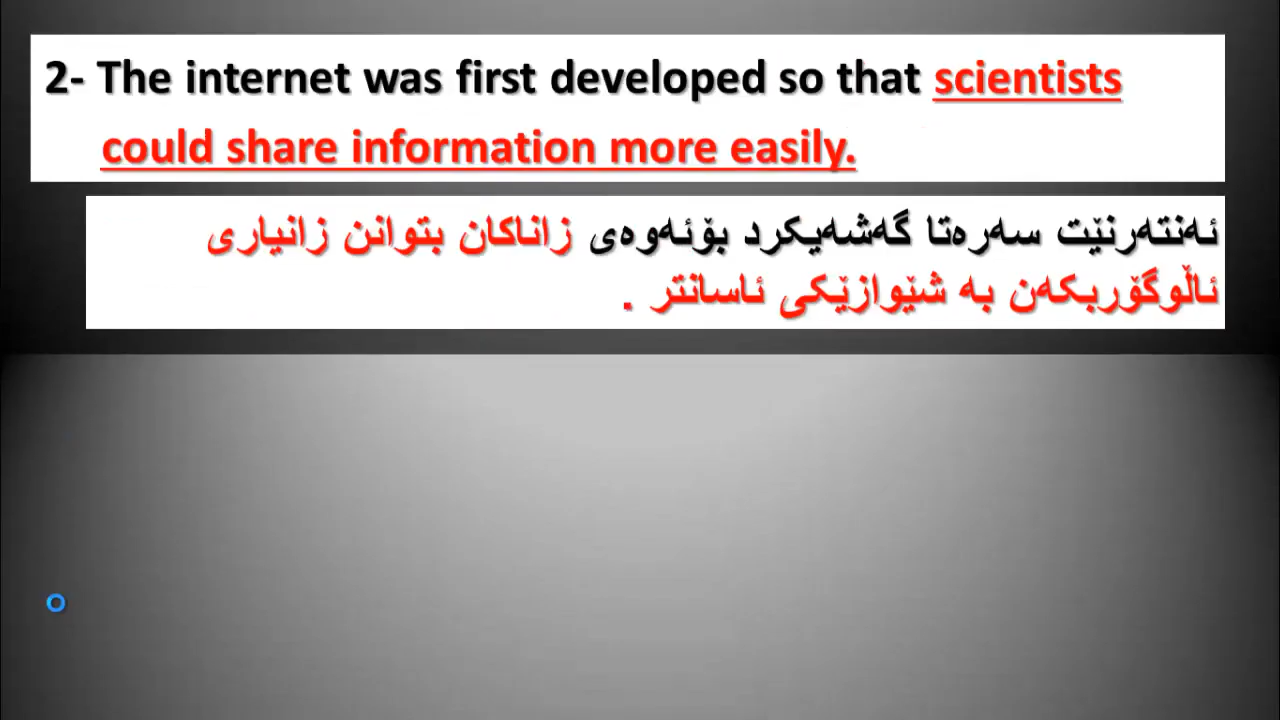 2- The internet was first developed so that scientists
could share information more easily.
ئەنتەرنێت سەرەتا گەشەیکرد بۆئەوەی زاناکان بتوانن زانیاری
ئاڵوگۆڕبکەن بە شێوازێکی ئاسانتر .